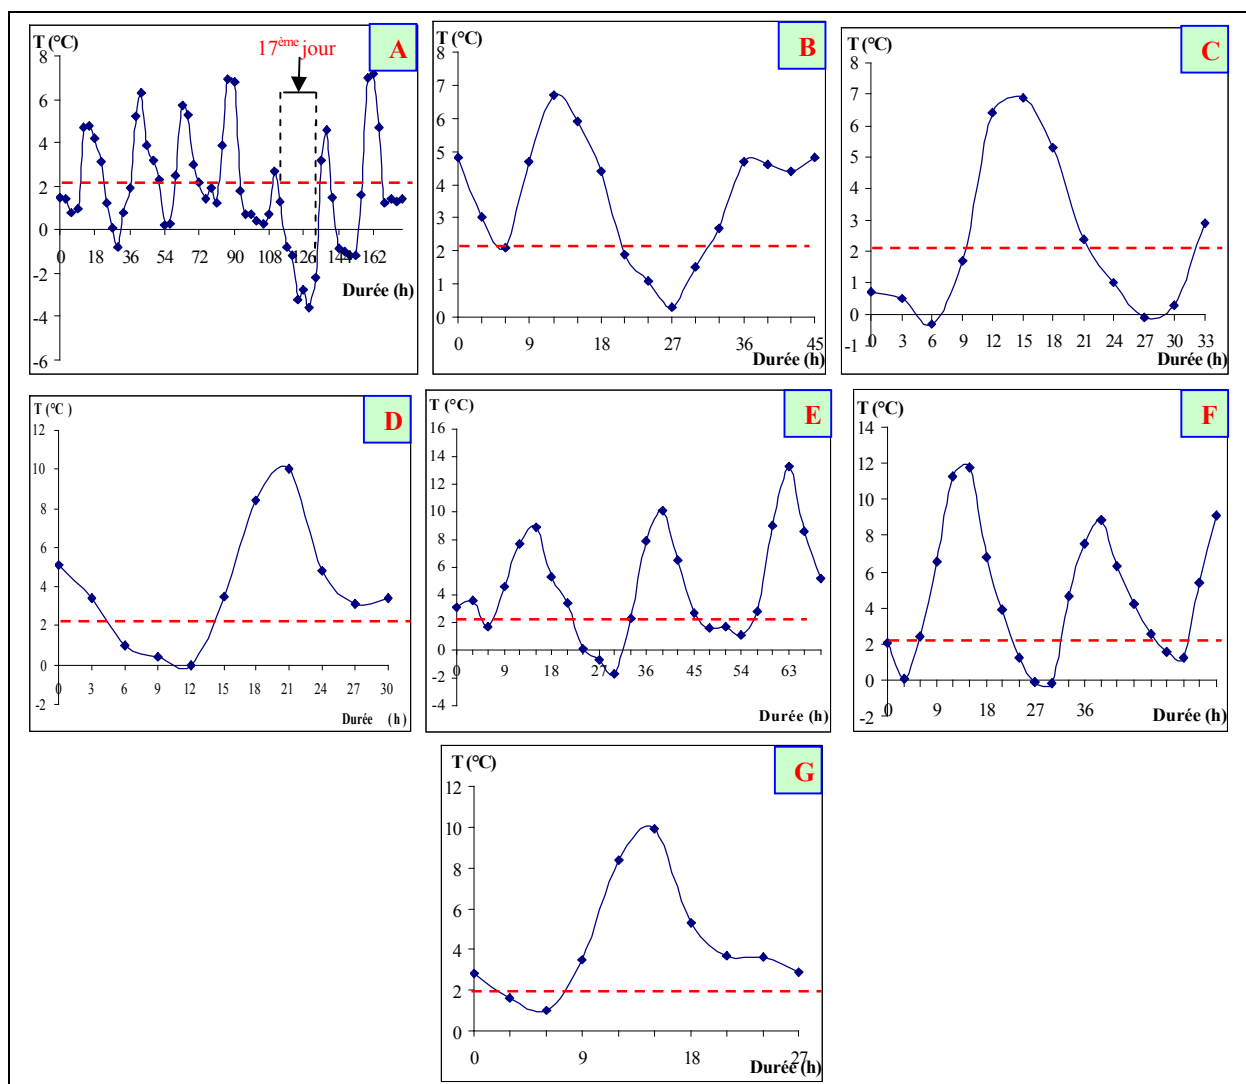 T (°C)
A
17ème jour
8
6
4
2
0
-2
-4
-6
0 18 36 54 72 90 108 126 144 162
Durée (h)
T (°C)
B
8
7
6
5
4
3
2
1
0
0 9 18 27 36 45
Durée (h)
T (°C)
C
8
7
6
5
4
3
2
1
0
-1
0 3 6 9 12 15 18 21 24 27 30 33
Durée (h)
T (°C)
D
12
10
8
6
4
2
0
-2
0 3 6 9 12 15 18 21 24 27 30
Durée (h)
T (°C)
E
16
14
12
10
8
6
4
2
0
-2
-4
0 9 18 27 36 45 54 63
Durée (h)
T (°C)
F
14
12
10
8
6
4
2
0
-2
0 9 18 27 36
Durée (h)
T (°C)
G
12
10
8
6
4
2
0
0 9 18 27
Durée (h)